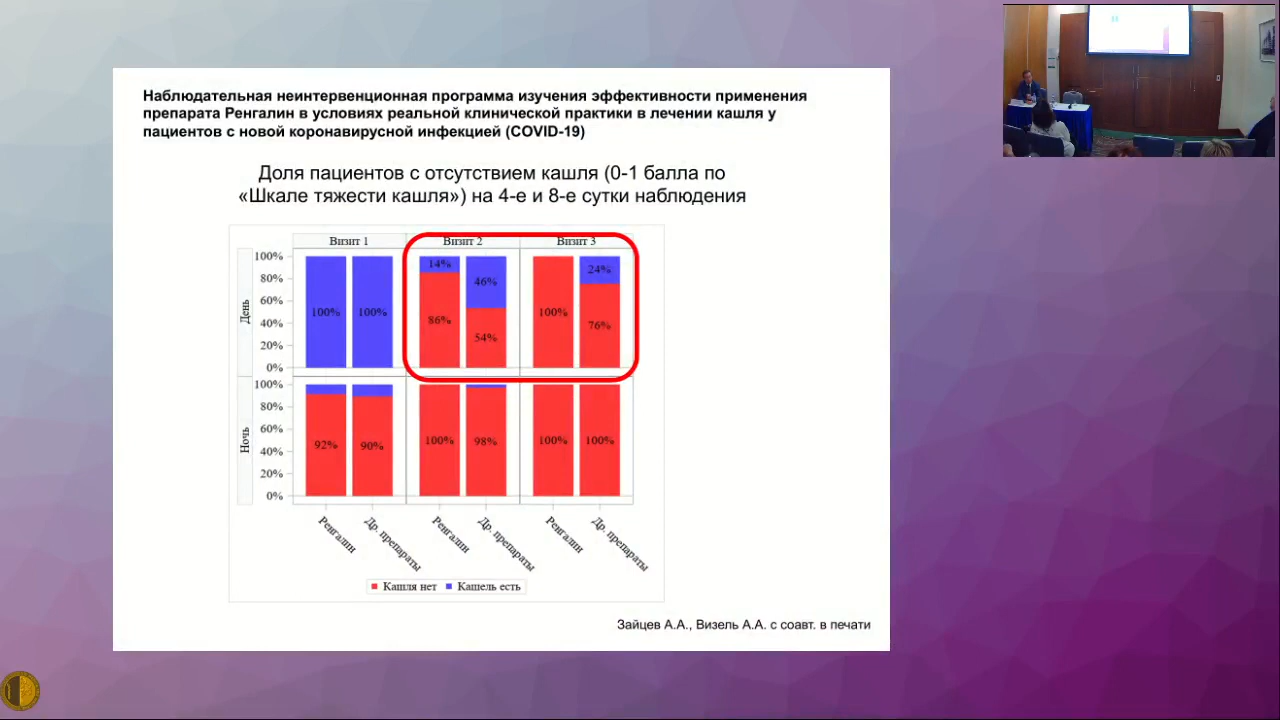 Наблюдательная неинтервенционная программа изучения эффективности применения
препарата Ренгалин в условиях реальной клинической практики в лечении кашля у
пациентов с новой коронавирусной инфекцией (COVID-19)
Доля пациентов с отсутствием кашля (0-1 балла по
«Шкале тяжести кашля») на 4-е и 8-е сутки наблюдения
Визит 1 Визит 2 Визит 3
День
100%
80%
60%
40%
20%
0%
100% 100%
14% 46%
86% 54%
24%
100% 76%
Ночь
100%
80%
60%
40%
20%
0%
92% 90% 100% 98% 100% 100%
Ренгалин Др. препараты Ренгалин Др. препараты Ренгалин Др. препараты
Кашля нет Кашель есть
Зайцев А.А., Визель А.А. с соавт. в печати